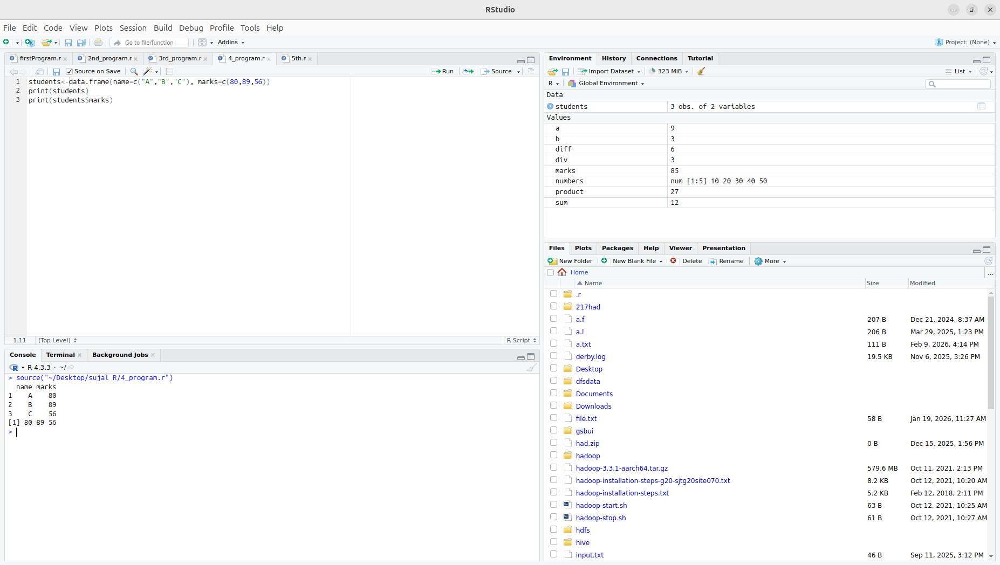 RStudio
File Edit Code View Plots Session Build Debug Profile Tools Help
Go to file/function Addins Project: (None)
firstProgram.r 2nd_program.r 3rd_program.r 4_program.r 5th.r
Source on Save Run Source
1 students<-data.frame(name=c("A","B","C"), marks=c(80,89,56))
2 print(students)
3 print(students$marks)
1:11 (Top Level) R Script
Console Terminal Background Jobs
R 4.3.3 · ~/
> source("~/Desktop/sujal R/4_program.r")
name marks
1 A 80
2 B 89
3 C 56
[1] 80 89 56
>
Environment History Connections Tutorial
Import Dataset 323 MiB List
R Global Environment
Data
students 3 obs. of 2 variables
Values
a 9
b 3
diff 6
div 3
marks 85
numbers num [1:5] 10 20 30 40 50
product 27
sum 12
Files Plots Packages Help Viewer Presentation
New Folder New Blank File Delete Rename More
Home ...
Name Size Modified
.r
217had
a.f 207 B Dec 21, 2024, 8:37 AM
a.l 206 B Mar 29, 2025, 1:23 PM
a.txt 111 B Feb 9, 2026, 4:14 PM
derby.log 19.5 KB Nov 6, 2025, 3:26 PM
Desktop
dfsdata
Documents
Downloads
file.txt 58 B Jan 19, 2026, 11:27 AM
gsbui
had.zip 0 B Dec 15, 2025, 1:56 PM
hadoop
hadoop-3.3.1-aarch64.tar.gz 579.6 MB Oct 11, 2021, 2:13 PM
hadoop-installation-steps-g20-sjtg20site070.txt 8.2 KB Oct 12, 2021, 10:20 AM
hadoop-installation-steps.txt 5.2 KB Feb 12, 2018, 2:11 PM
hadoop-start.sh 63 B Oct 12, 2021, 10:25 AM
hadoop-stop.sh 61 B Oct 12, 2021, 10:27 AM
hdfs
hive
input.txt 46 B Sep 11, 2025, 3:12 PM